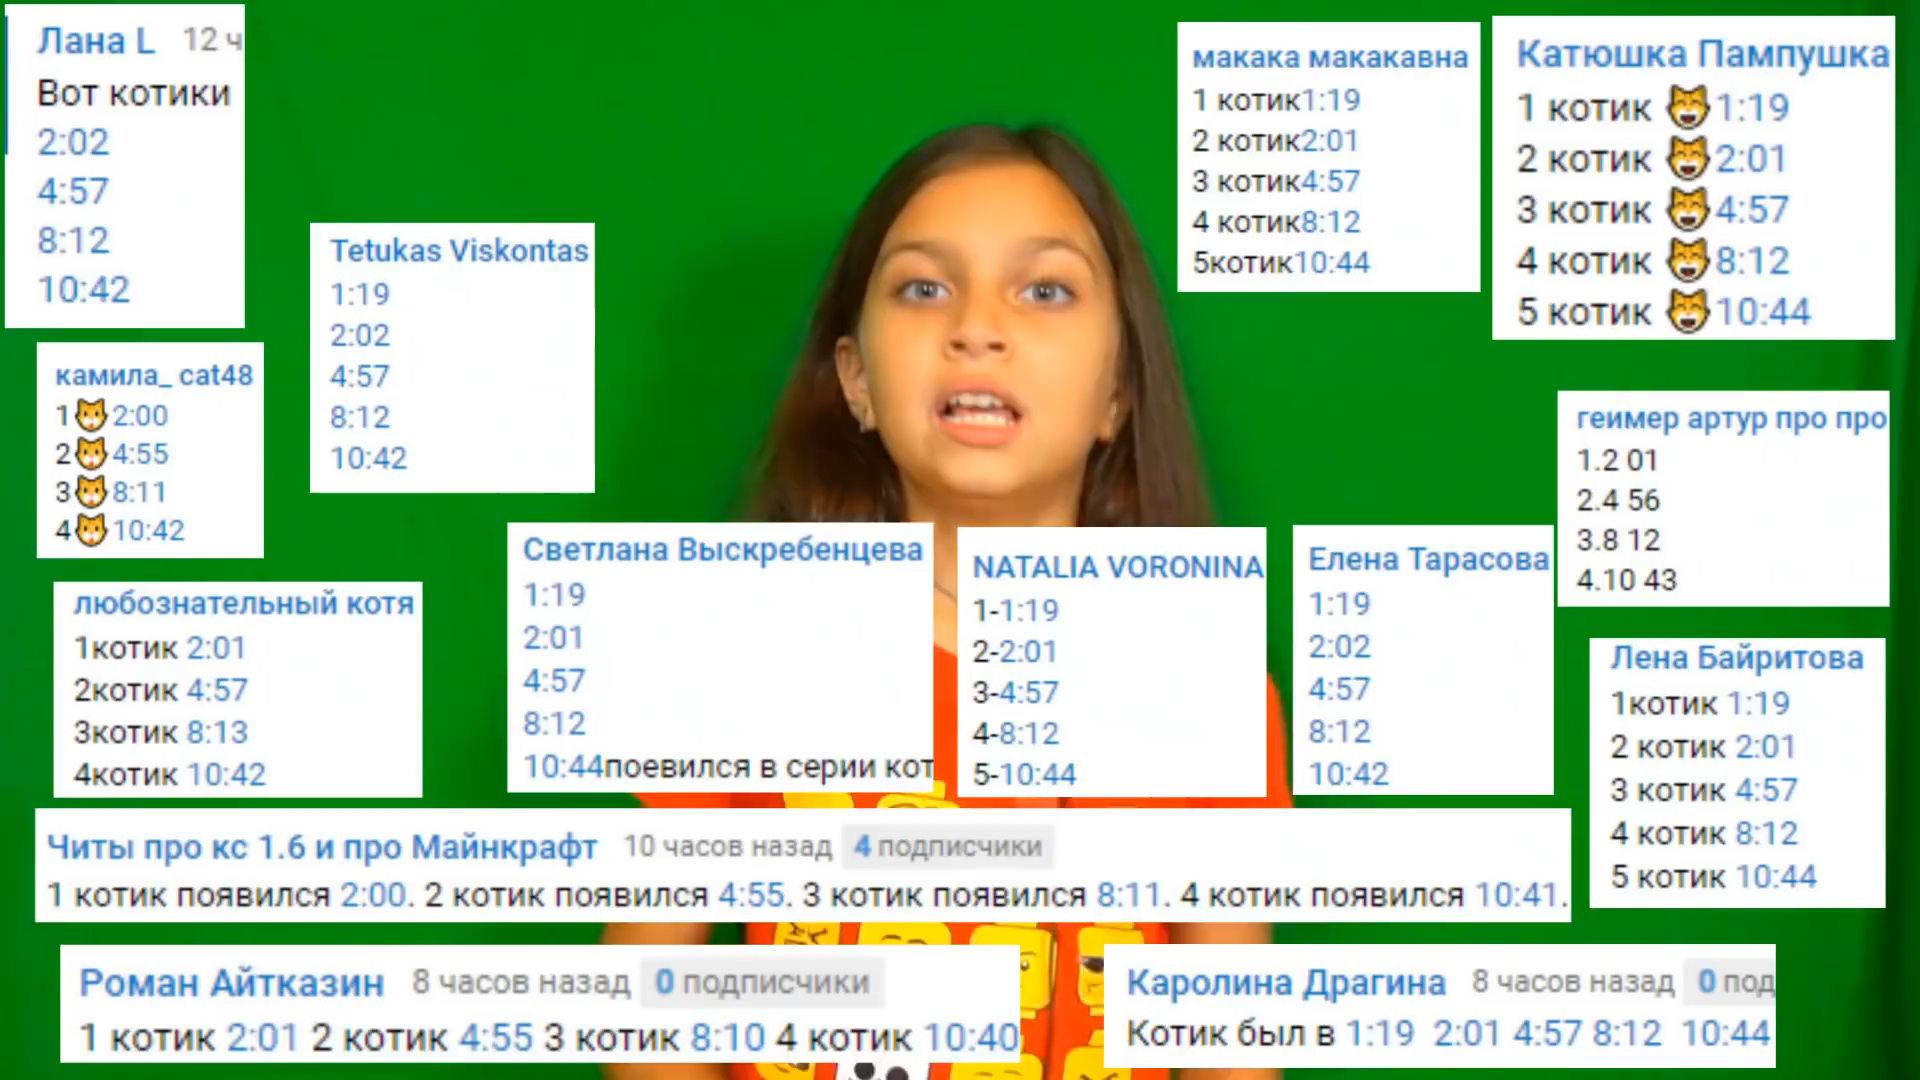 Лана L 12 ч
Вот котики
2:02
4:57
8:12
10:42
Tetukas Viskontas
1:19
2:02
4:57
8:12
10:42
макака макакавна
1 котик1:19
2 котик2:01
3 котик4:57
4 котик8:12
5котик10:44
Катюшка Пампушка
1 котик 😸1:19
2 котик 😸2:01
3 котик 😸4:57
4 котик 😸8:12
5 котик 😸10:44
камила_ cat48
1🐱2:00
2🐱4:55
3🐱8:11
4🐱10:42
геимер артур про про
1.2 01
2.4 56
3.8 12
4.10 43
любознательный котя
1котик 2:01
2котик 4:57
3котик 8:13
4котик 10:42
Светлана Выскребенцева
1:19
2:01
4:57
8:12
10:44поевился в серии кот
NATALIA VORONINA
1-1:19
2-2:01
3-4:57
4-8:12
5-10:44
Елена Тарасова
1:19
2:02
4:57
8:12
10:42
Лена Байритова
1котик 1:19
2 котик 2:01
3 котик 4:57
4 котик 8:12
5 котик 10:44
Читы про кс 1.6 и про Майнкрафт 10 часов назад 4 подписчики
1 котик появился 2:00. 2 котик появился 4:55. 3 котик появился 8:11. 4 котик появился 10:41.
Роман Айтказин 8 часов назад 0 подписчики
1 котик 2:01 2 котик 4:55 3 котик 8:10 4 котик 10:40
Каролина Драгина 8 часов назад 0 под
Котик был в 1:19 2:01 4:57 8:12 10:44